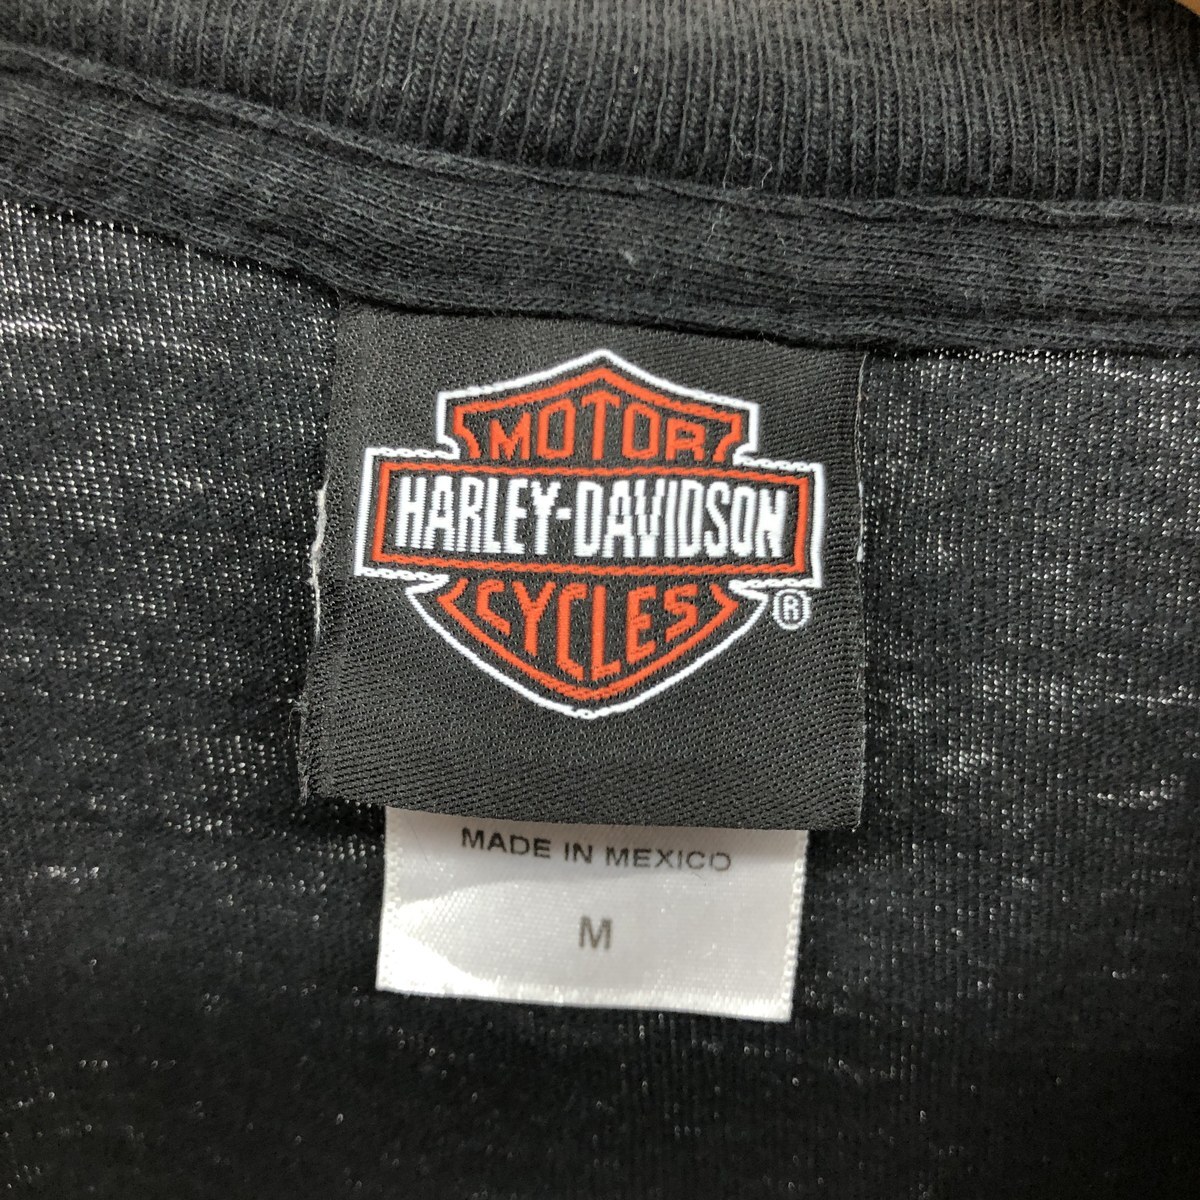 MOTOR
HARLEY-DAVIDSON
CYCLES
®
MADE IN MEXICO
M